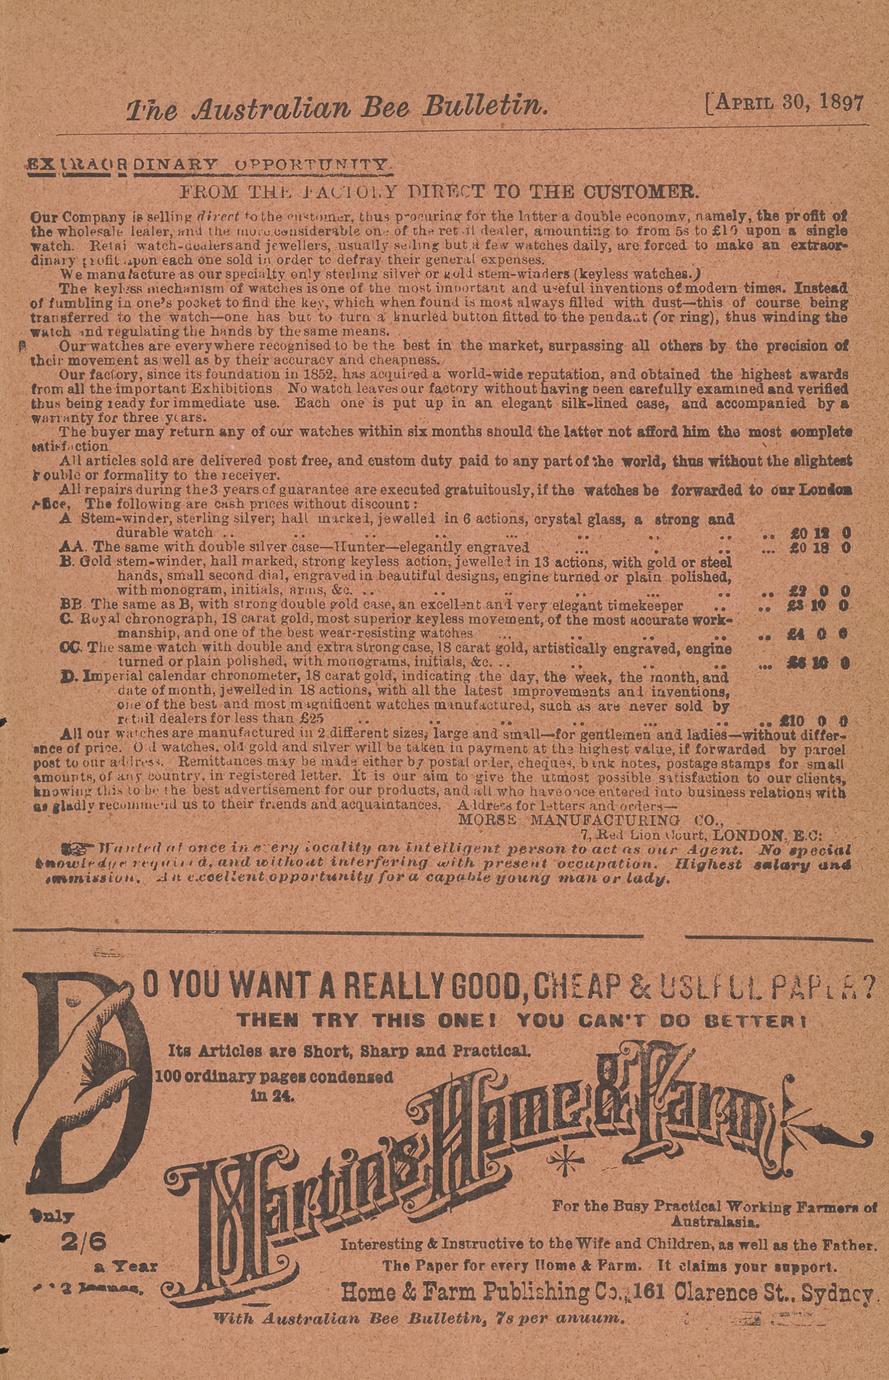 The Australian Bee Bulletin. [APRIL 30, 1897
EXTRAORDINARY OPPORTUNITY.
FROM THE FACTORY DIRECT TO THE CUSTOMER.
Our Company is selling direct to the customer, thus procuring for the latter a double economy, namely, the profit of
the wholesale dealer, and the more considerable one of the retail dealer, amounting to from 5s to £10 upon a single
watch. Retai watch-dealers and jewellers, usually selling but a few watches daily, are forced to make an extraor-
dinary profit upon each one sold in order to defray their general expenses.
We manufacture as our specialty only sterling silver or gold stem-winders (keyless watches.)
The keyless mechanism of watches is one of the most important and useful inventions of modern times. Instead
of fumbling in one's pocket to find the key, which when found is most always filled with dust—this of course being
transferred to the watch—one has but to turn a knurled button fitted to the pendant (or ring), thus winding the
watch and regulating the hands by the same means.
Our watches are everywhere recognised to be the best in the market, surpassing all others by the precision of
their movement as well as by their accuracy and cheapness.
Our factory, since its foundation in 1852, has acquired a world-wide reputation, and obtained the highest awards
from all the important Exhibitions No watch leaves our factory without having been carefully examined and verified
thus being ready for immediate use. Each one is put up in an elegant silk-lined case, and accompanied by a
warranty for three years.
The buyer may return any of our watches within six months should the latter not afford him the most complete
satisfaction
All articles sold are delivered post free, and custom duty paid to any part of the world, thus without the slightest
trouble or formality to the receiver.
All repairs during the 3 years of guarantee are executed gratuitously, if the watches be forwarded to our London
office, The following are cash prices without discount:
A Stem-winder, sterling silver; hall marked, jewelled in 6 actions, crystal glass, a strong and
durable watch .. .. .. ... .. .. .. .. £0 12 0
AA. The same with double silver case—Hunter—elegantly engraved ... .. .. ... £0 18 0
B. Gold stem-winder, hall marked, strong keyless action, jewelled in 13 actions, with gold or steel
hands, small second dial, engraved in beautiful designs, engine turned or plain polished,
with monogram, initials, arms, &c. .. .. .. .. ... .. .. £2 0 0
BB The same as B, with strong double gold case, an excellent and very elegant timekeeper .. .. £3 10 0
C. Royal chronograph, 18 carat gold, most superior keyless movement, of the most accurate work-
manship, and one of the best wear-resisting watches ... .. .. .. .. £4 0 0
CC. The same watch with double and extra strong case, 18 carat gold, artistically engraved, engine
turned or plain polished, with monograms, initials, &c. .. .. .. .. ... 10 0
D. Imperial calendar chronometer, 18 carat gold, indicating the day, the week, the month, and
date of month, jewelled in 18 actions, with all the latest improvements and inventions,
one of the best and most magnificent watches manufactured, such as are never sold by
retail dealers for less than £25 .. .. .. .. ... .. .. £10 0 0
All our watches are manufactured in 2 different sizes; large and small—for gentlemen and ladies—without differ-
ence of price. Old watches, old gold and silver will be taken in payment at the highest value, if forwarded by parcel
post to our address. Remittances may be made either by postal order, cheques, bank notes, postage stamps for small
amounts, of any country, in registered letter. It is our aim to give the utmost possible satisfaction to our clients,
knowing this to be the best advertisement for our products, and all who have once entered into business relations with
us gladly recommend us to their friends and acquaintances. Address for letters and orders—
MORSE MANUFACTURING CO.,
7, Red Lion Court, LONDON, E.C:
Wanted at once in every locality an intelligent person to act as our Agent. No special
knowledge required, and without interfering with present occupation. Highest salary and
commission. An excellent opportunity for a capable young man or lady.
DO YOU WANT A REALLY GOOD, CHEAP & USEFUL PAPER?
THEN TRY THIS ONE! YOU CAN'T DO BETTER!
Its Articles are Short, Sharp and Practical.
100 ordinary pages condensed
in 24.
Martin's Home & Farm
For the Busy Practical Working Farmers of
Australasia.
Only
2/6
a Year
Interesting & Instructive to the Wife and Children, as well as the Father.
The Paper for every Home & Farm. It claims your support.
Home & Farm Publishing Co., 161 Clarence St., Sydney.
With Australian Bee Bulletin, 7s per anuum.